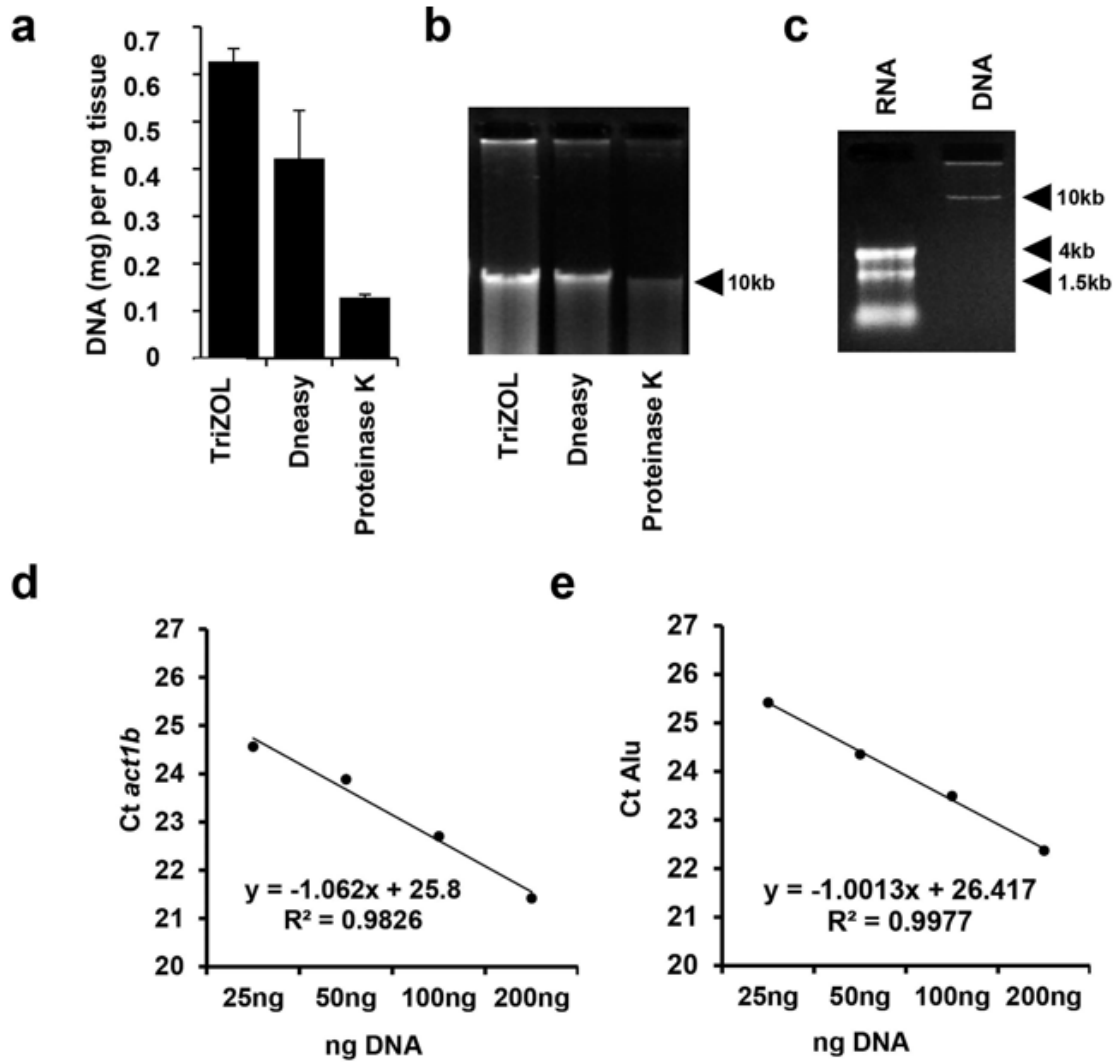 a
DNA (mg) per mg tissue
0.7
0.6
0.5
0.4
0.3
0.2
0.1
0
TriZOL
Dneasy
Proteinase K
b
10kb
TriZOL
Dneasy
Proteinase K
c
RNA
DNA
10kb
4kb
1.5kb
d
Ct act1b
27
26
25
24
23
22
21
20
y = -1.062x + 25.8
R² = 0.9826
25ng 50ng 100ng 200ng
ng DNA
e
Ct Alu
27
26
25
24
23
22
21
20
y = -1.0013x + 26.417
R² = 0.9977
25ng 50ng 100ng 200ng
ng DNA